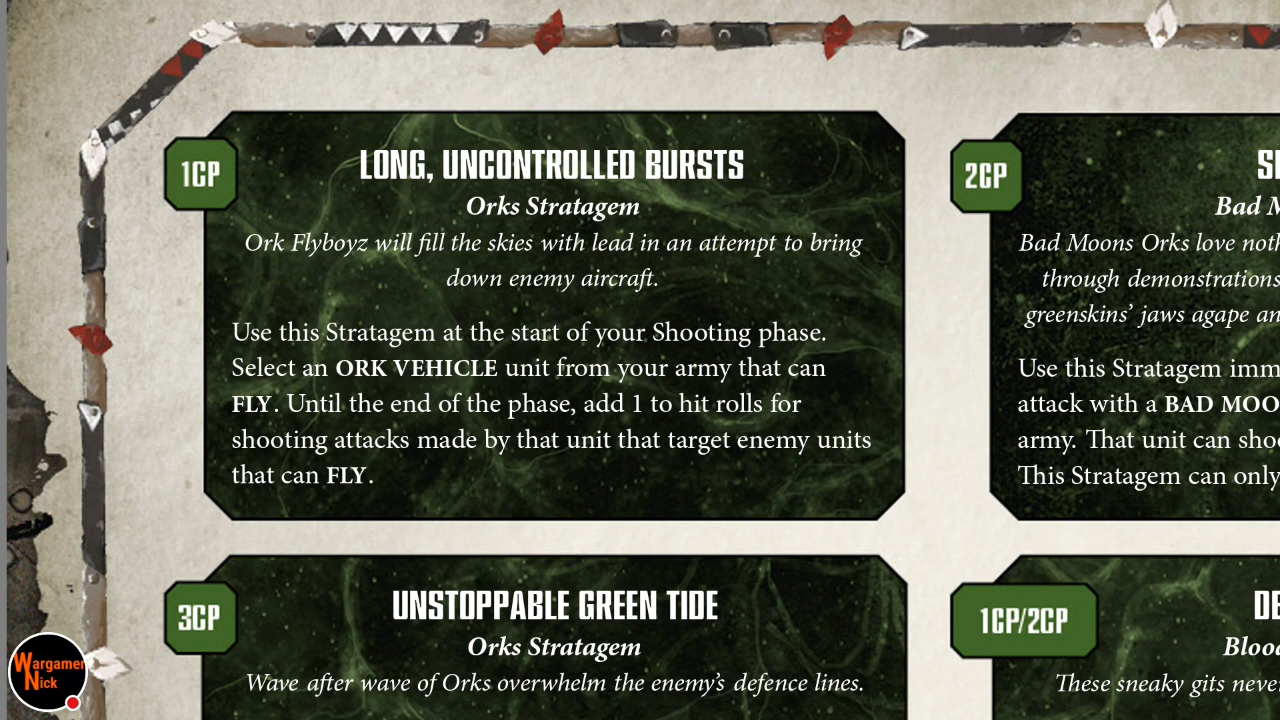 1CP
LONG, UNCONTROLLED BURSTS
Orks Stratagem
Ork Flyboyz will fill the skies with lead in an attempt to bring
down enemy aircraft.
Use this Stratagem at the start of your Shooting phase.
Select an ORK VEHICLE unit from your army that can
FLY. Until the end of the phase, add 1 to hit rolls for
shooting attacks made by that unit that target enemy units
that can FLY.
2CP
Bad
Bad Moons Orks love
through demonstrations
greenskins' jaws agape
Use this Stratagem
attack with a BAD
army. That unit can
This Stratagem can only
3CP
UNSTOPPABLE GREEN TIDE
Orks Stratagem
Wave after wave of Orks overwhelm the enemy's defence lines.
1CP/2CP
These sneaky gits
Wargamer
Nick